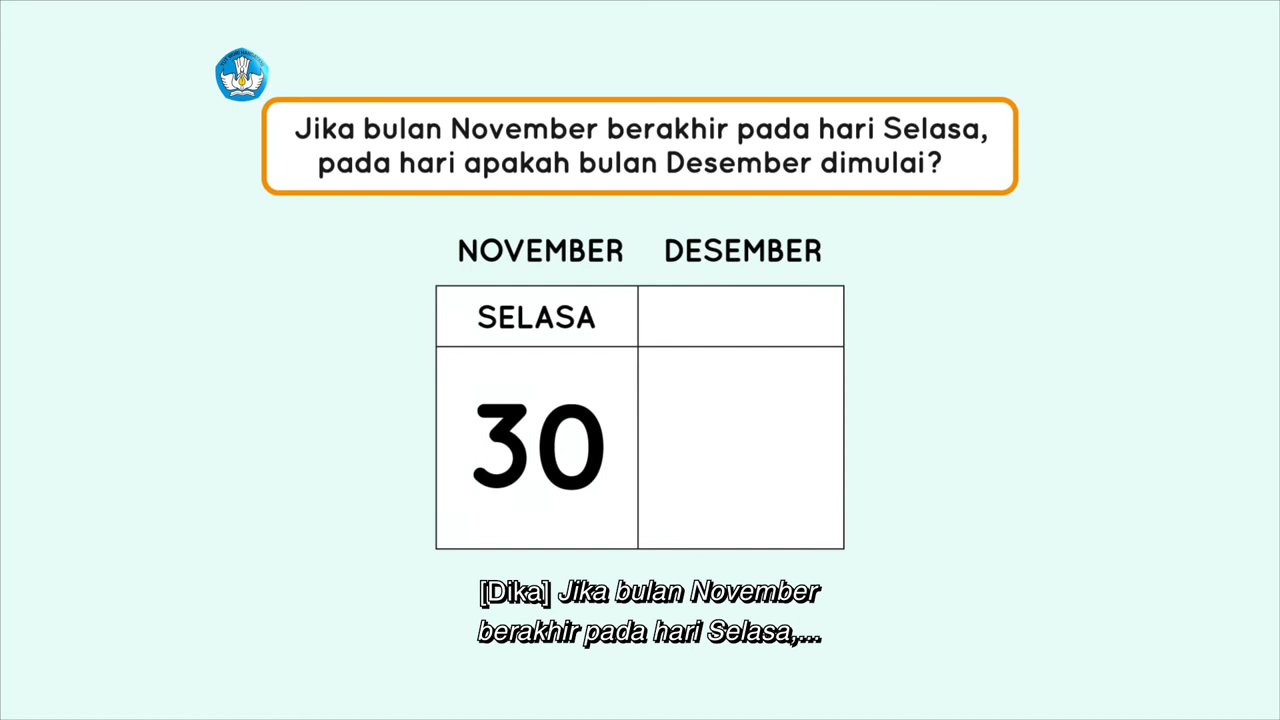 Jika bulan November berakhir pada hari Selasa,
pada hari apakah bulan Desember dimulai?
NOVEMBER DESEMBER
SELASA
30
[Dika] Jika bulan November
berakhir pada hari Selasa,...